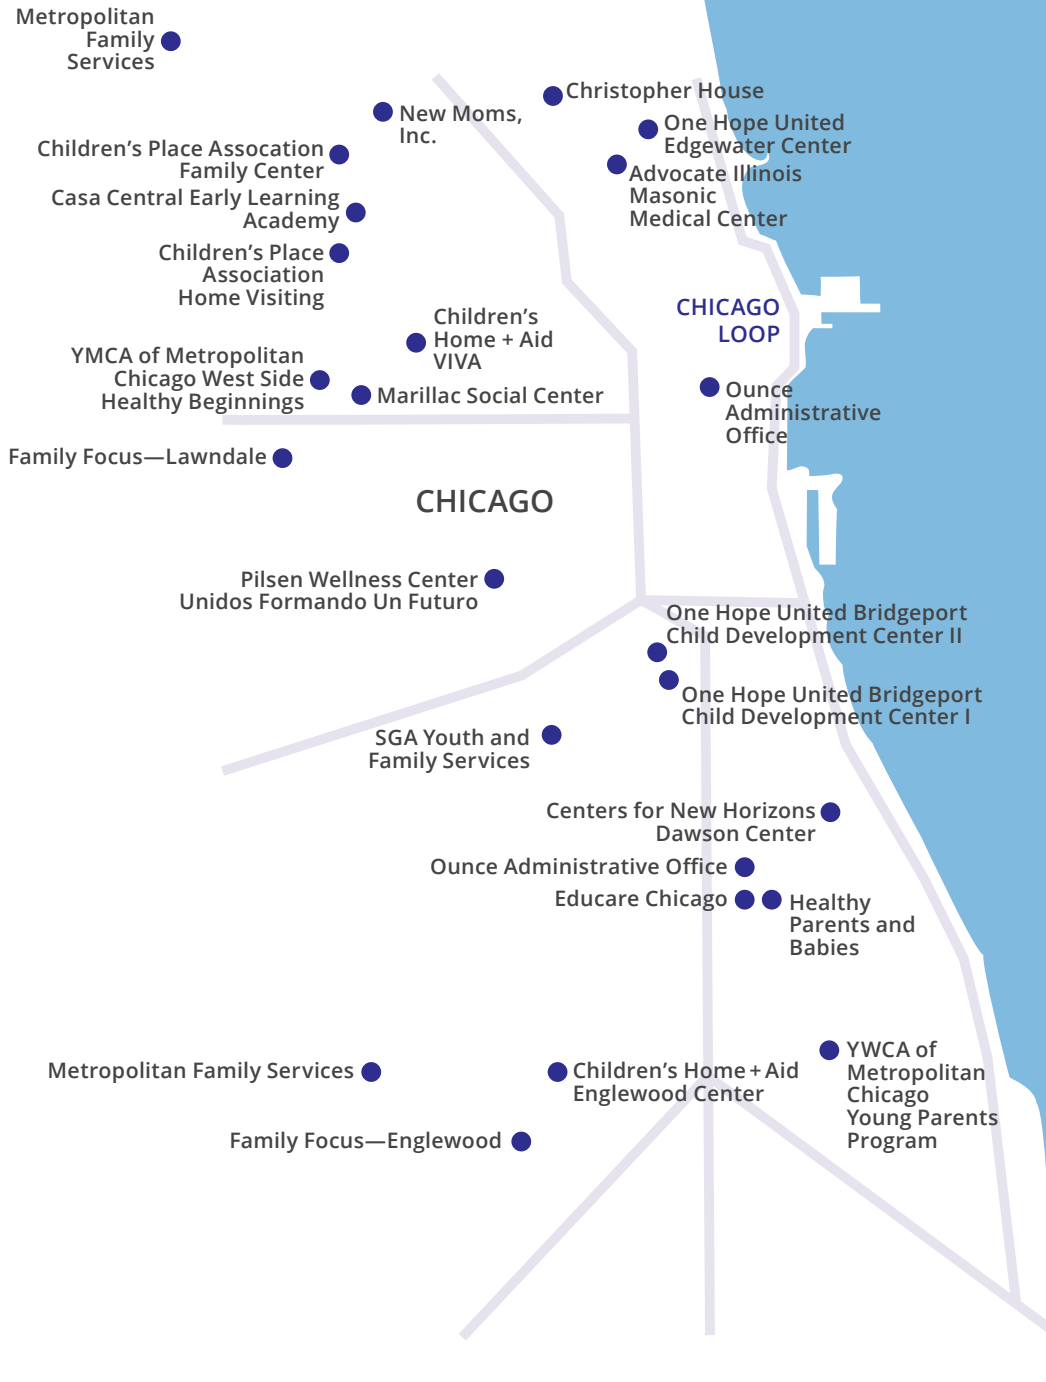 Metropolitan
Family
Services
Christopher House
New Moms,
Inc.
One Hope United
Edgewater Center
Children’s Place Assocation
Family Center
Advocate Illinois
Masonic
Medical Center
Casa Central Early Learning
Academy
Children’s Place
Association
Home Visiting
CHICAGO
LOOP
Children’s
Home + Aid
VIVA
YMCA of Metropolitan
Chicago West Side
Healthy Beginnings
Marillac Social Center
Ounce
Administrative
Office
Family Focus—Lawndale
CHICAGO
Pilsen Wellness Center
Unidos Formando Un Futuro
One Hope United Bridgeport
Child Development Center II
One Hope United Bridgeport
Child Development Center I
SGA Youth and
Family Services
Centers for New Horizons
Dawson Center
Ounce Administrative Office
Educare Chicago
Healthy
Parents and
Babies
YWCA of
Metropolitan
Chicago
Young Parents
Program
Metropolitan Family Services
Children’s Home + Aid
Englewood Center
Family Focus—Englewood